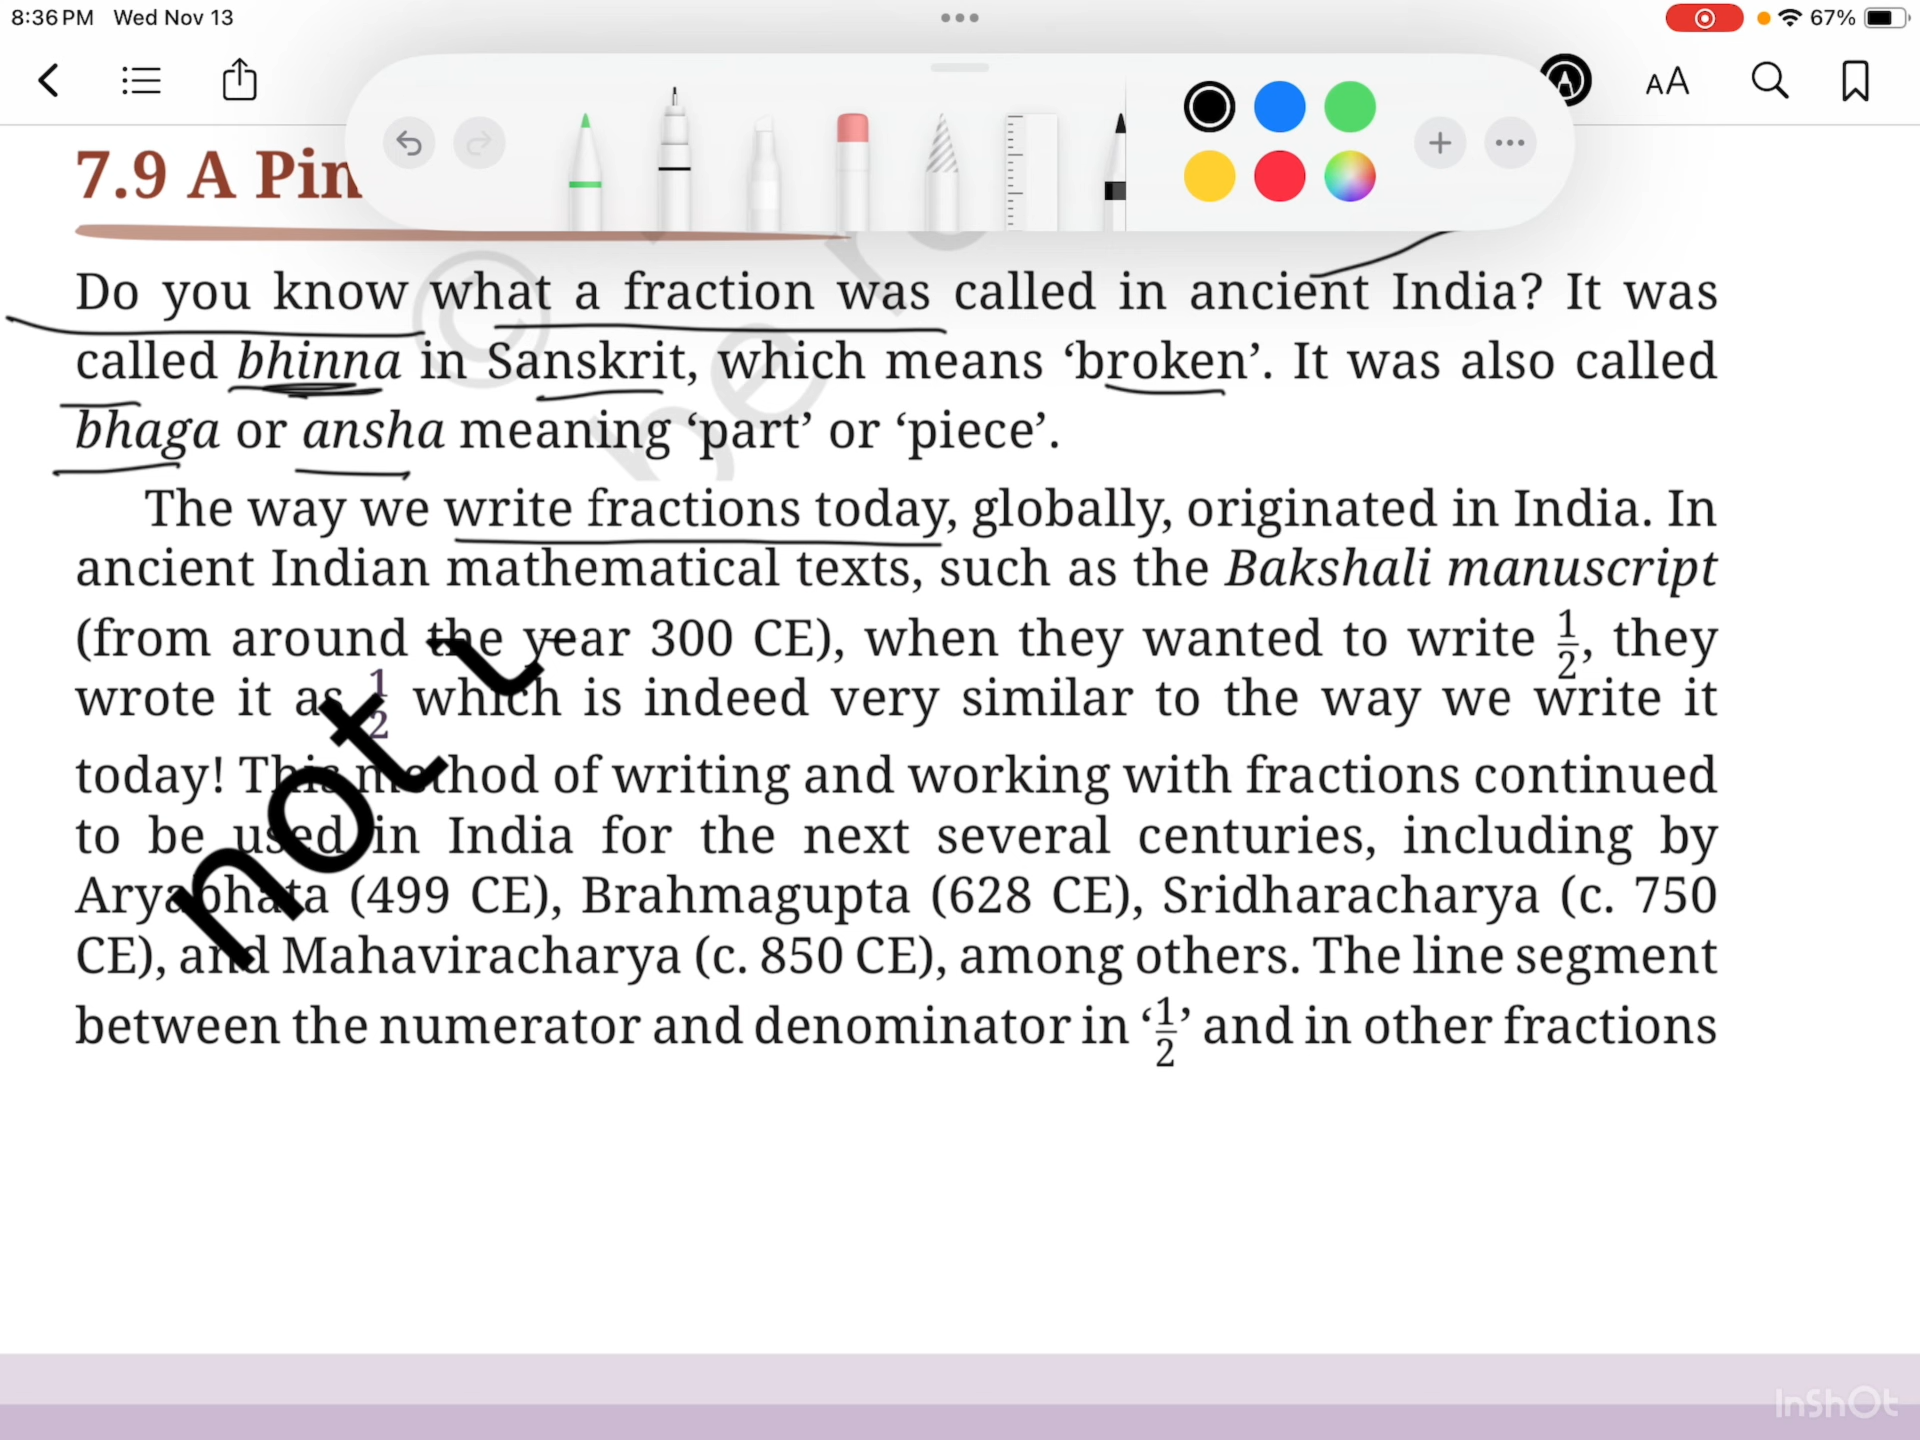 8:36 PM Wed Nov 13
67%
AA
7.9 A Pin
Do you know what a fraction was called in ancient India? It was
called bhinna in Sanskrit, which means ‘broken’. It was also called
bhaga or ansha meaning ‘part’ or ‘piece’.
The way we write fractions today, globally, originated in India. In
ancient Indian mathematical texts, such as the Bakshali manuscript
(from around the year 300 CE), when they wanted to write 1/2, they
wrote it as 1 2 which is indeed very similar to the way we write it
today! This method of writing and working with fractions continued
to be used in India for the next several centuries, including by
Aryabhata (499 CE), Brahmagupta (628 CE), Sridharacharya (c. 750
CE), and Mahaviracharya (c. 850 CE), among others. The line segment
between the numerator and denominator in ‘1/2’ and in other fractions
not
©
InShOt